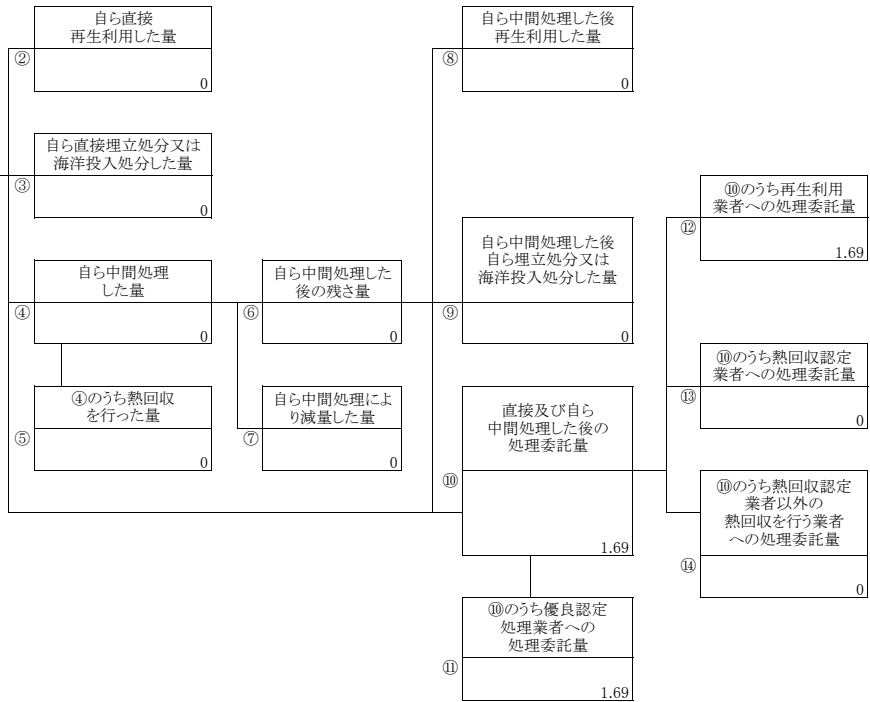 自ら直接
再生利用した量
②
0
自ら直接埋立処分又は
海洋投入処分した量
③
0
自ら中間処理
した量
④
0
④のうち熱回収
を行った量
⑤
0
自ら中間処理した
後の残さ量
⑥
0
自ら中間処理によ
り減量した量
⑦
0
自ら中間処理した後
再生利用した量
⑧
0
自ら中間処理した後
自ら埋立処分又は
海洋投入処分した量
⑨
0
直接及び自ら
中間処理した後の
処理委託量
⑩
1.69
⑩のうち優良認定
処理業者への
処理委託量
⑪
1.69
⑩のうち再生利用
業者への処理委託量
⑫
1.69
⑩のうち熱回収認定
業者への処理委託量
⑬
0
⑩のうち熱回収認定
業者以外の
熱回収を行う業者
への処理委託量
⑭
0